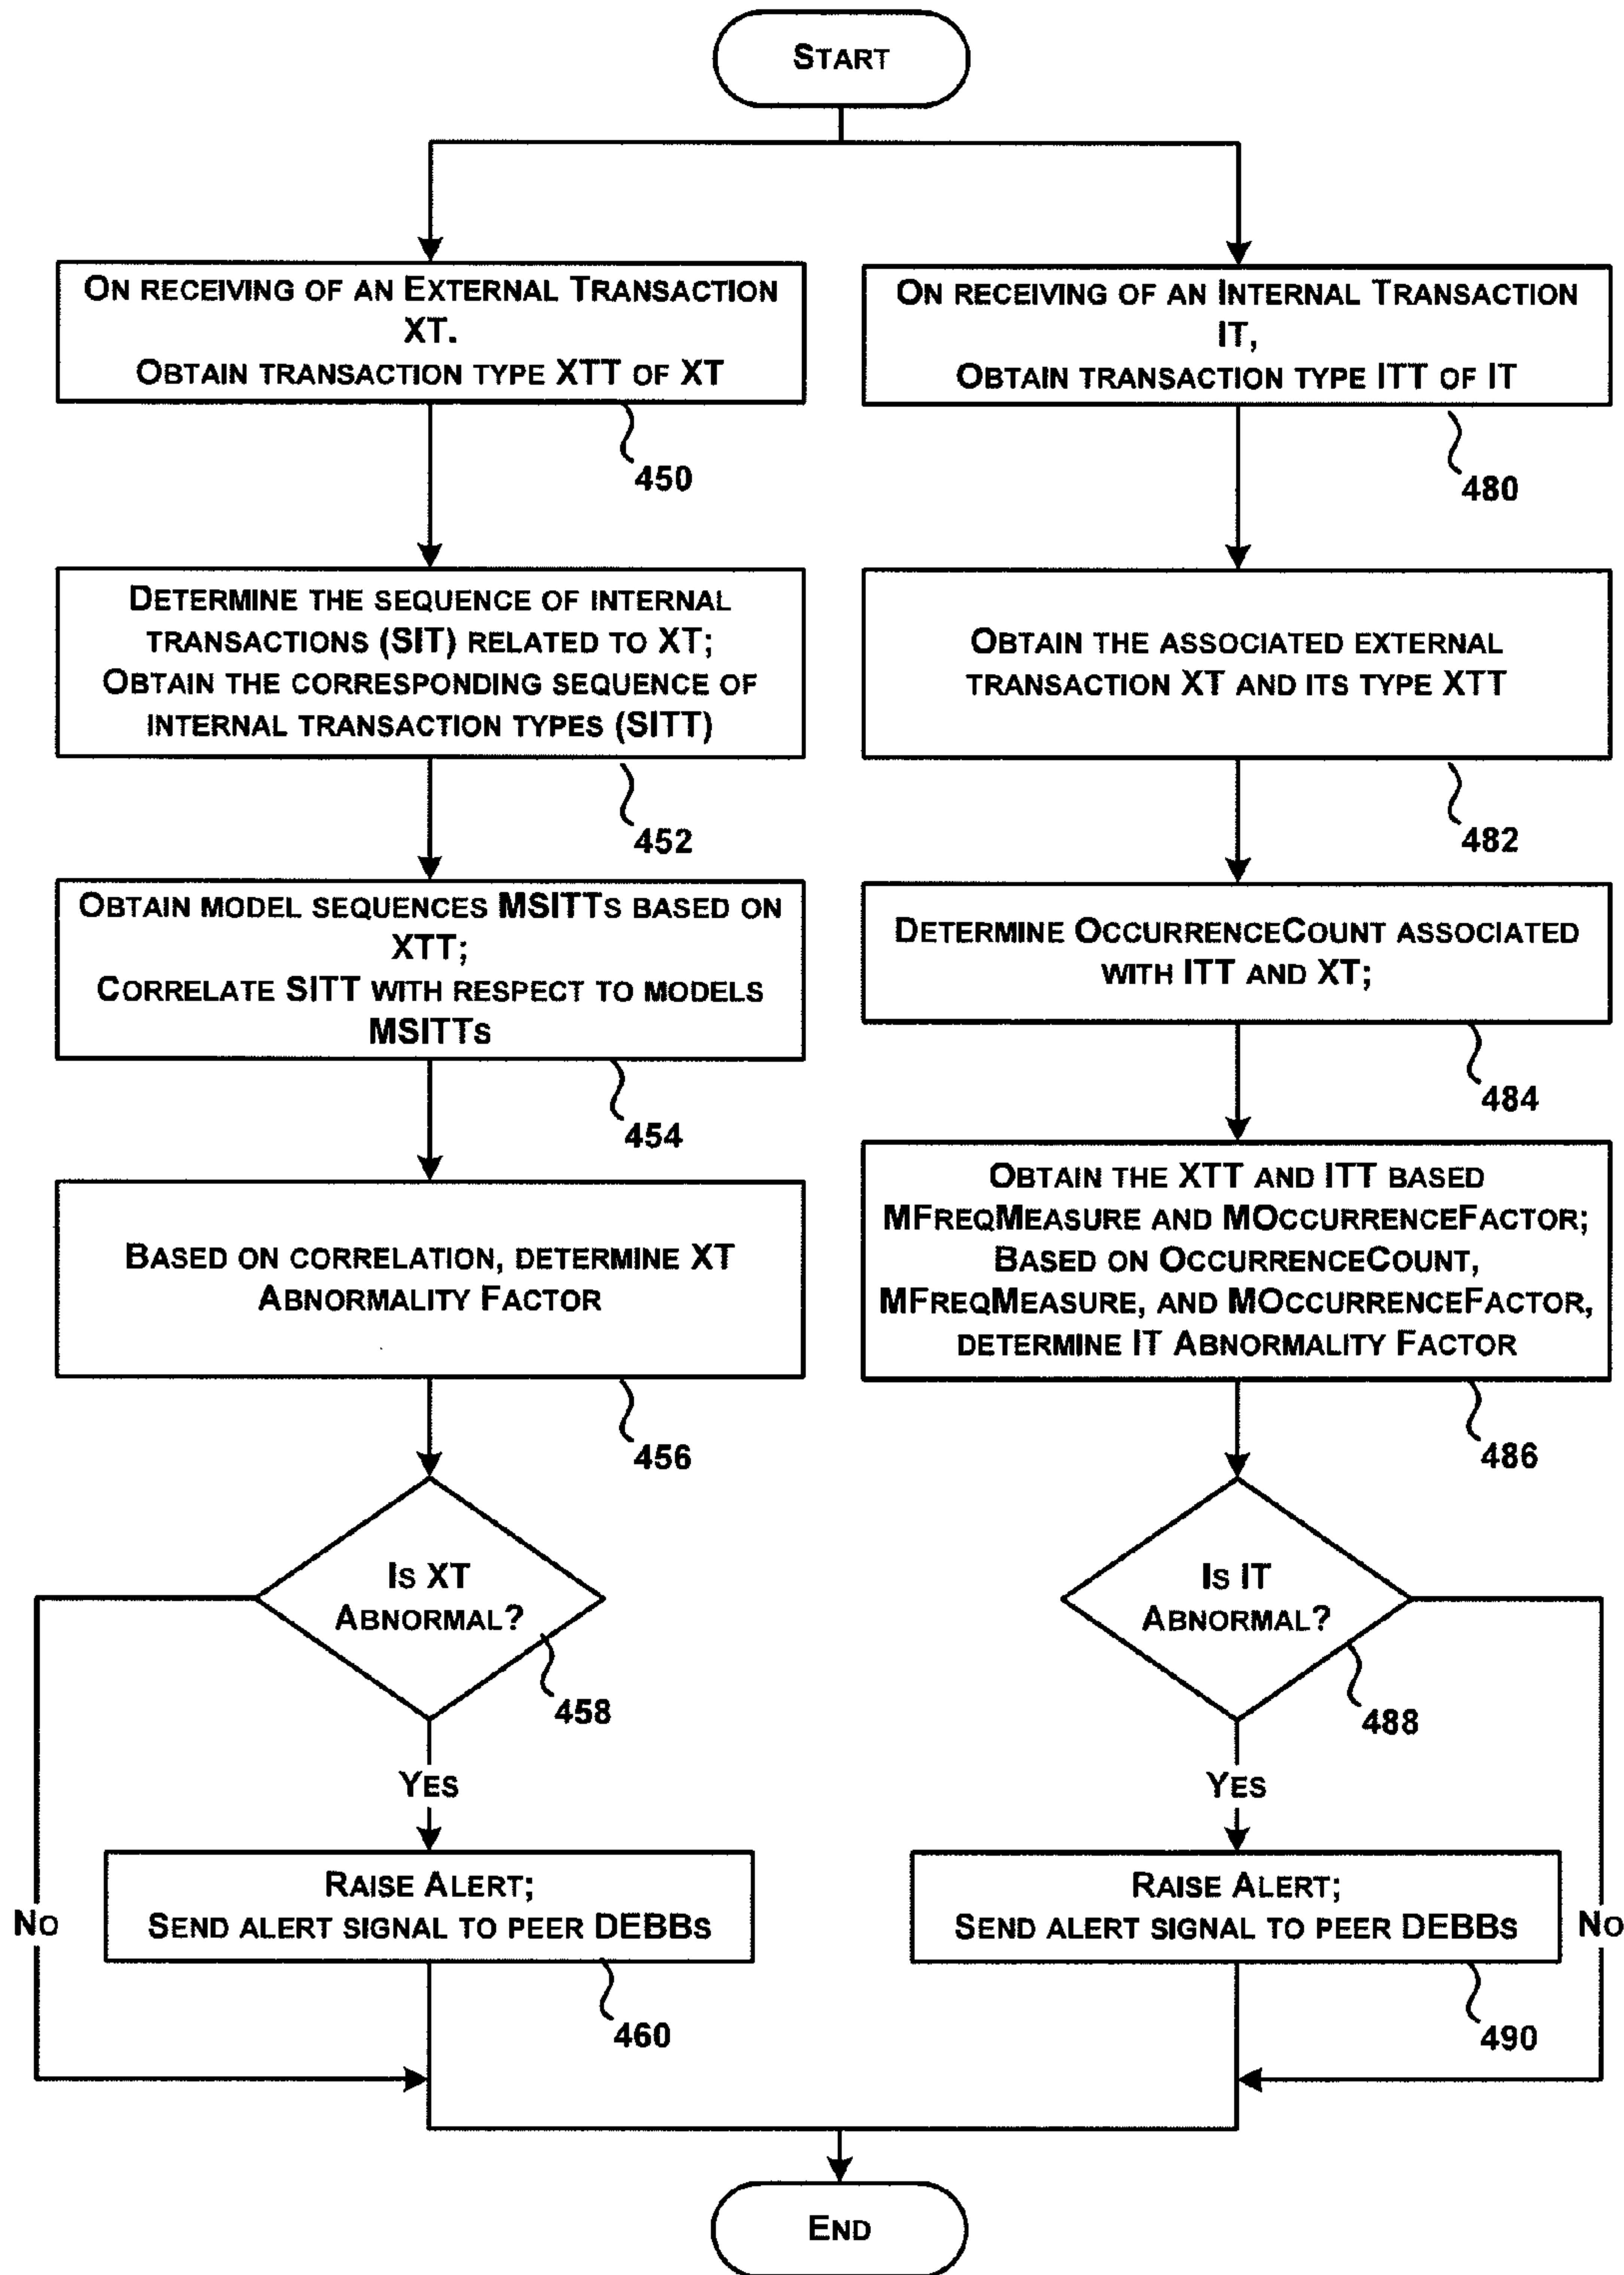 START
ON RECEIVING OF AN EXTERNAL TRANSACTION
XT.
OBTAIN TRANSACTION TYPE XTT OF XT
450
DETERMINE THE SEQUENCE OF INTERNAL
TRANSACTIONS (SIT) RELATED TO XT;
OBTAIN THE CORRESPONDING SEQUENCE OF
INTERNAL TRANSACTION TYPES (SITT)
452
OBTAIN MODEL SEQUENCES MSITTS BASED ON
XTT;
CORRELATE SITT WITH RESPECT TO MODELS
MSITTS
454
BASED ON CORRELATION, DETERMINE XT
ABNORMALITY FACTOR
456
IS XT
ABNORMAL?
458
YES
NO
RAISE ALERT;
SEND ALERT SIGNAL TO PEER DEBBS
460
ON RECEIVING OF AN INTERNAL TRANSACTION
IT,
OBTAIN TRANSACTION TYPE ITT OF IT
480
OBTAIN THE ASSOCIATED EXTERNAL
TRANSACTION XT AND ITS TYPE XTT
482
DETERMINE OCCURRENCECOUNT ASSOCIATED
WITH ITT AND XT;
484
OBTAIN THE XTT AND ITT BASED
MFREQMEASURE AND MOCCURRENCEFACTOR;
BASED ON OCCURRENCECOUNT,
MFREQMEASURE, AND MOCCURRENCEFACTOR,
DETERMINE IT ABNORMALITY FACTOR
486
IS IT
ABNORMAL?
488
YES
NO
RAISE ALERT;
SEND ALERT SIGNAL TO PEER DEBBS
490
END